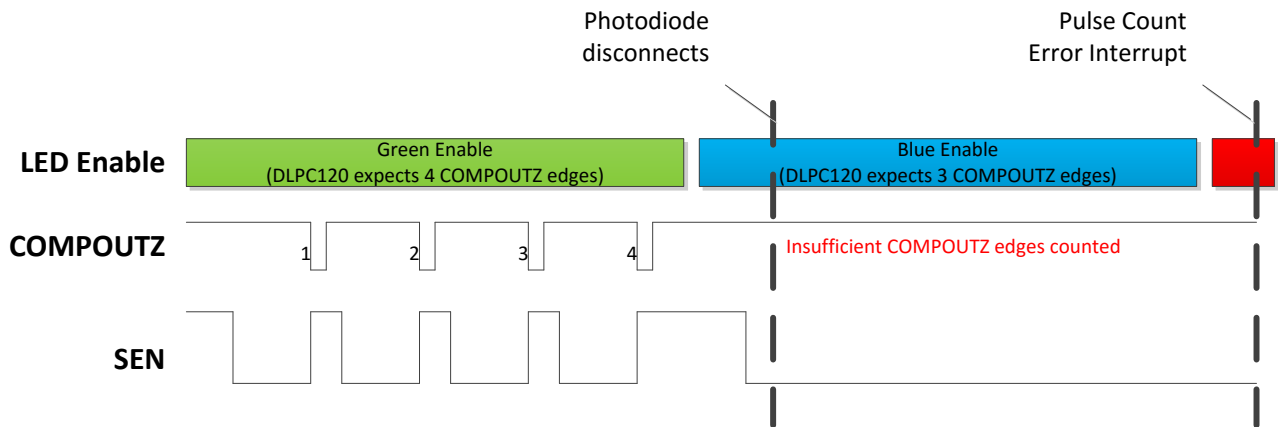 Photodiode
disconnects
Pulse Count
Error Interrupt
LED Enable
Green Enable
(DLPC120 expects 4 COMPOUTZ edges)
Blue Enable
(DLPC120 expects 3 COMPOUTZ edges)
COMPOUTZ
1 2 3 4
Insufficient COMPOUTZ edges counted
SEN